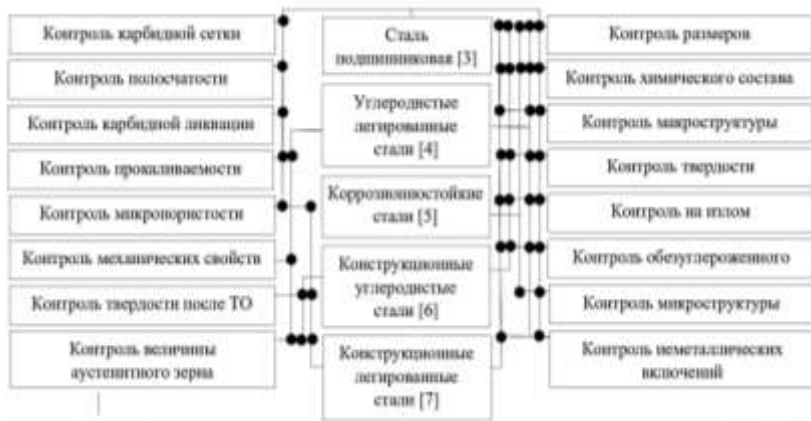 Контроль карбидной сетки
Контроль полосчатости
Контроль карбидной ликвации
Контроль прокаливаемости
Контроль микропористости
Контроль механических свойств
Контроль твердости после ТО
Контроль величины
аустенитного зерна
Сталь
подшипниковая [3]
Углеродистые
легированные
стали [4]
Коррозионностойкие
стали [5]
Конструкционные
углеродистые
стали [6]
Конструкционные
легированные
стали [7]
Контроль размеров
Контроль химического состава
Контроль макроструктуры
Контроль твердости
Контроль на излом
Контроль обезуглероженного
Контроль микроструктуры
Контроль неметаллических
включений